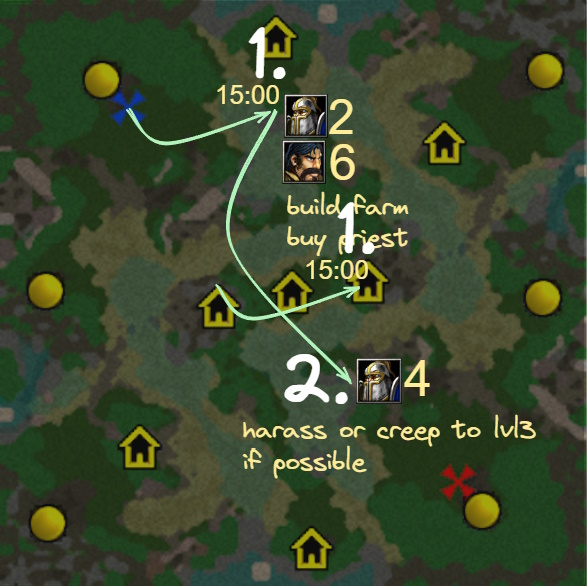 1.
15:00
2
6
build farm
buy priest
1.
15:00
2.
4
harass or creep to lvl3
if possible